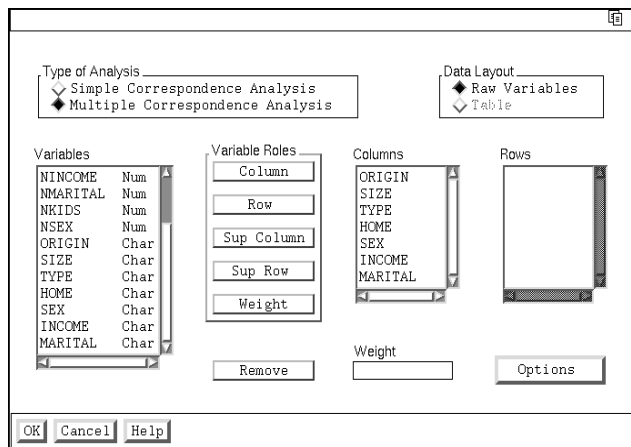 Type of Analysis
Simple Correspondence Analysis
Multiple Correspondence Analysis
Data Layout
Raw Variables
Table
Variables
NINCOME Num
NMARITAL Num
NKIDS Num
NSEX Num
ORIGIN Char
SIZE Char
TYPE Char
HOME Char
SEX Char
INCOME Char
MARITAL Char
Variable Roles
Column
Row
Sup Column
Sup Row
Weight
Remove
Columns
ORIGIN
SIZE
TYPE
HOME
SEX
INCOME
MARITAL
Rows
Weight
Options
OK Cancel Help